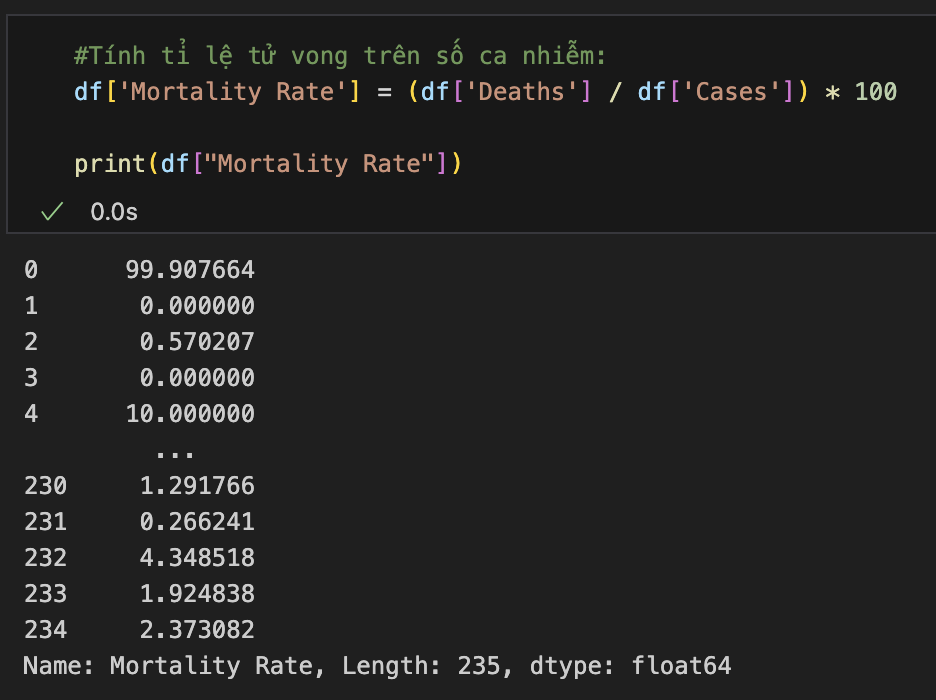 #Tính tỉ lệ tử vong trên số ca nhiễm:
df['Mortality Rate'] = (df['Deaths'] / df['Cases']) * 100
print(df["Mortality Rate"])
✓ 0.0s
0 99.907664
1 0.000000
2 0.570207
3 0.000000
4 10.000000
...
230 1.291766
231 0.266241
232 4.348518
233 1.924838
234 2.373082
Name: Mortality Rate, Length: 235, dtype: float64